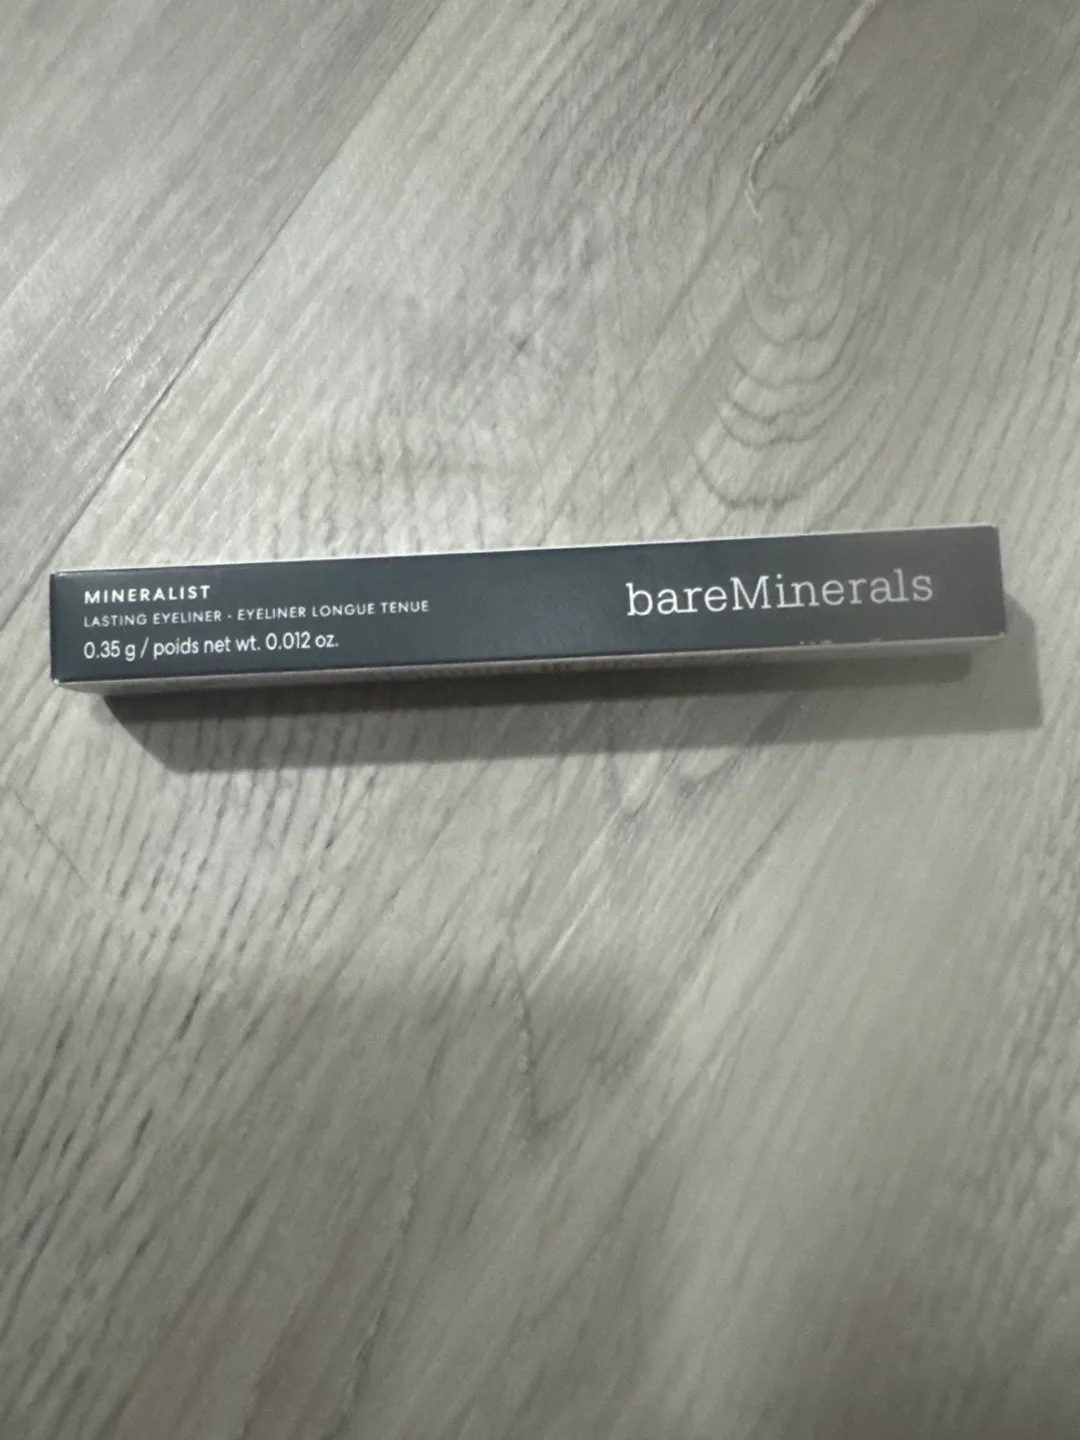 MINERALIST
LASTING EYELINER · EYELINER LONGUE TENUE
0.35 g / poids net wt. 0.012 oz.
bareMinerals